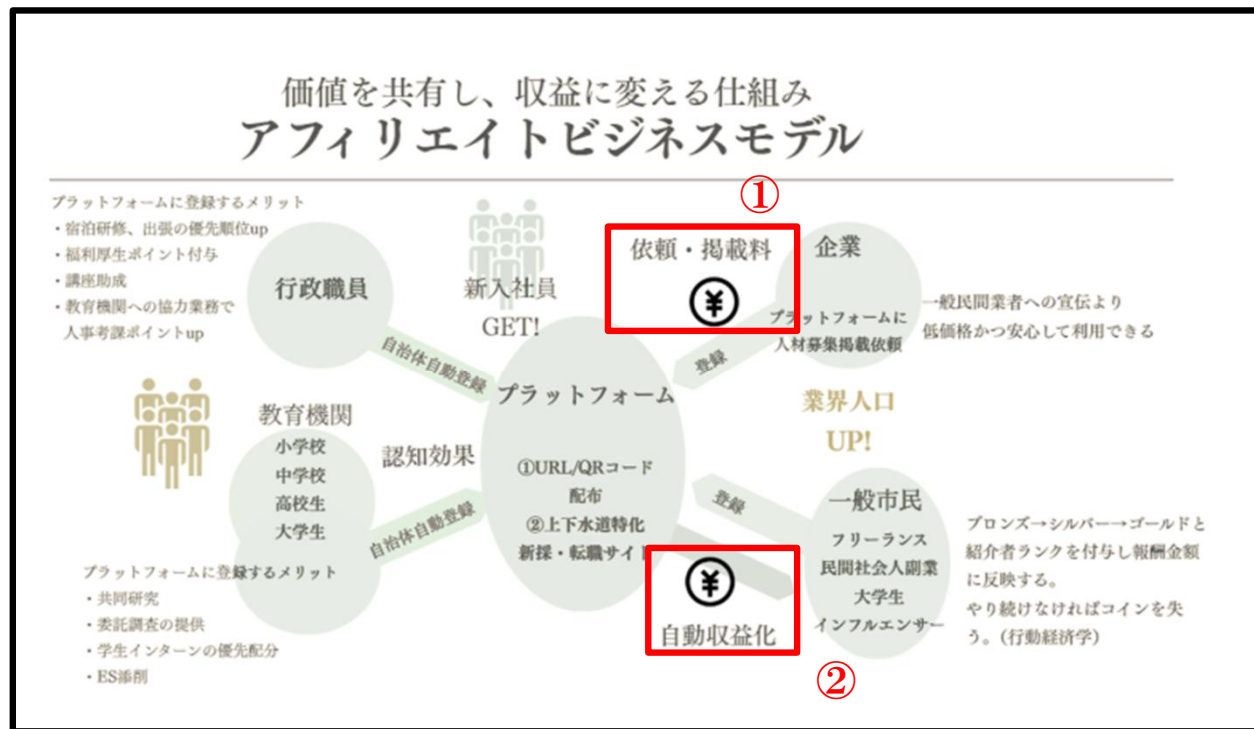 価値を共有し、収益に変える仕組み
アフィリエイトビジネスモデル
プラットフォームに登録するメリット
・宿泊研修、出張の優先順位up
・福利厚生ポイント付与
・講座助成
・教育機関への協力業務で
人事考課ポイントup
行政職員
自治体自動登録
新入社員
GET!
①
依頼・掲載料
¥
企業
プラットフォームに
人材募集掲載依頼
登録
一般民間業者への宣伝より
低価格かつ安心して利用できる
業界人口
UP!
教育機関
小学校
中学校
高校生
大学生
認知効果
自治体自動登録
プラットフォームに登録するメリット
・共同研究
・委託調査の提供
・学生インターンの優先配分
・ES添削
プラットフォーム
①URL/QRコード
配布
②上下水道特化
新採・転職サイト
登録
¥
自動収益化
②
一般市民
フリーランス
民間社会人副業
大学生
インフルエンサー
ブロンズ→シルバー→ゴールドと
紹介者ランクを付与し報酬金額
に反映する。
やり続けなければコインを失
う。(行動経済学)